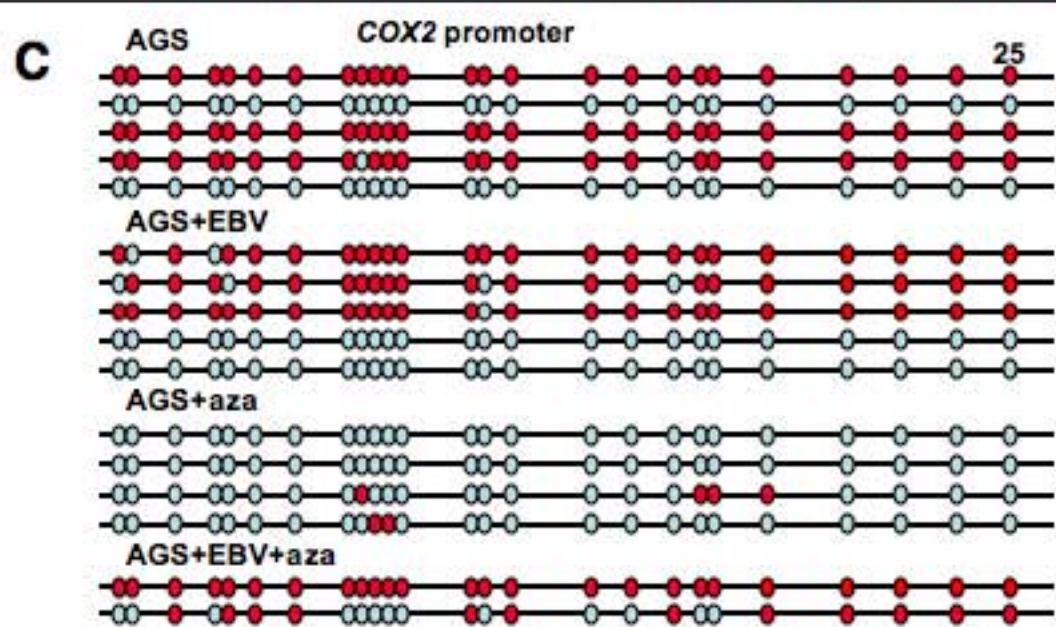 C
AGS
COX2 promoter
25
AGS+EBV
AGS+aza
AGS+EBV+aza